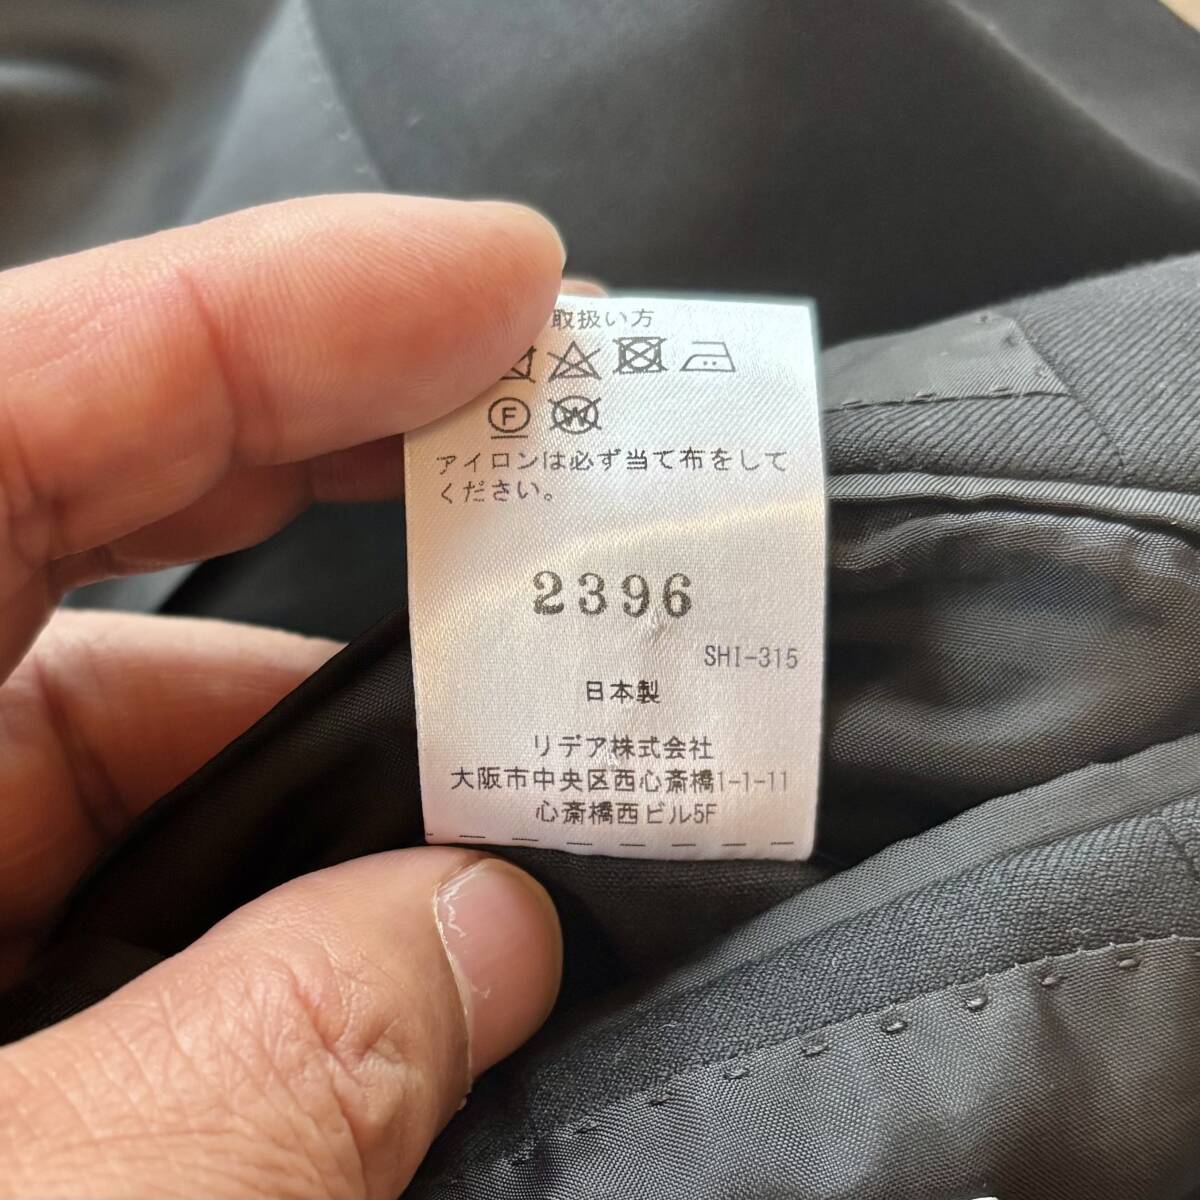 取扱い方
F
W
アイロンは必ず当て布をして
ください。
2396
SHI-315
日本製
リデア株式会社
大阪市中央区西心斎橋1-1-11
心斎橋西ビル5F